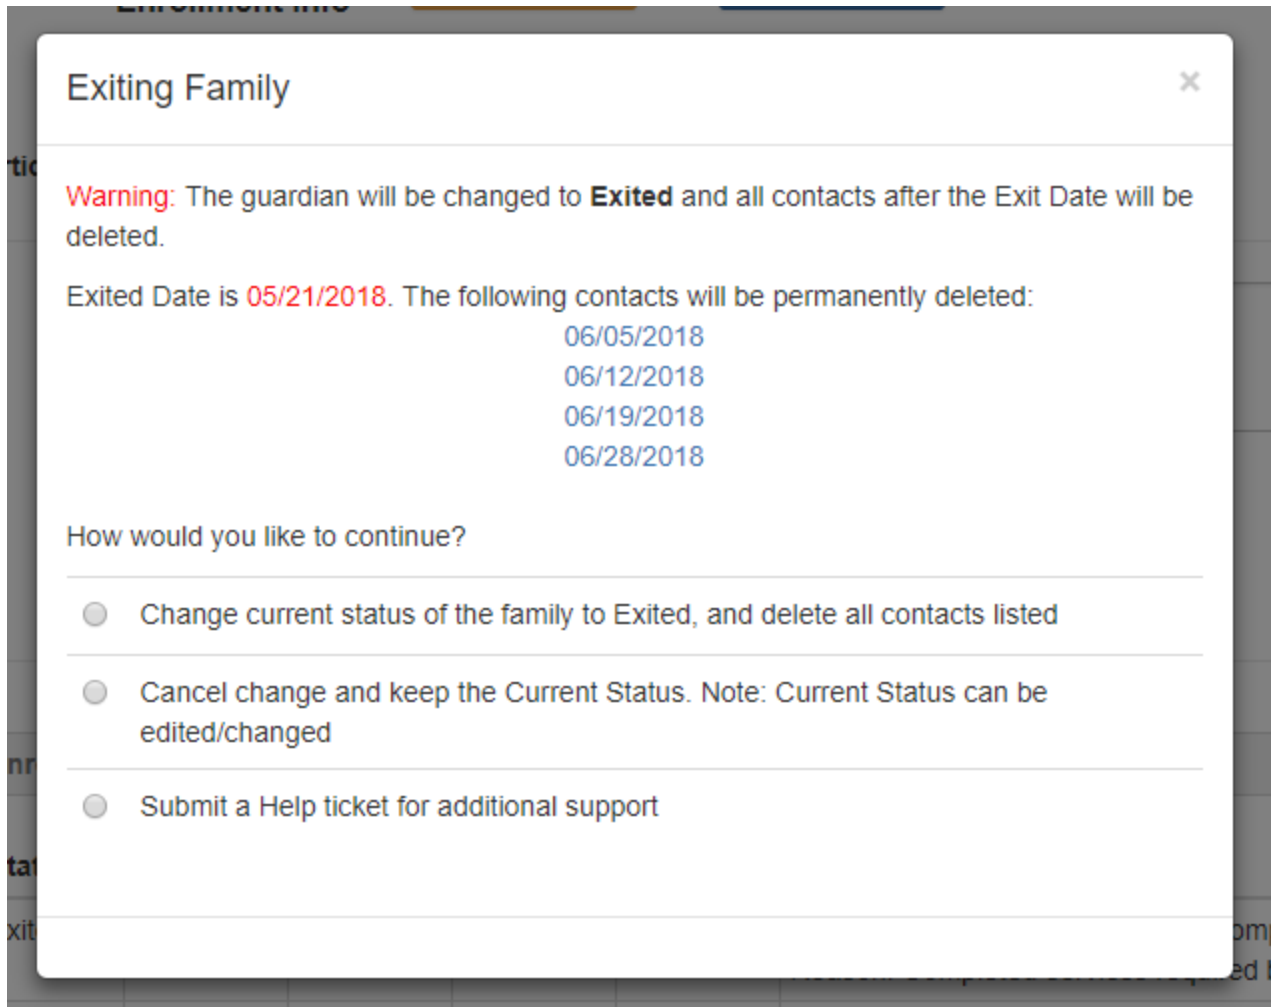 Exiting Family ×
Warning: The guardian will be changed to Exited and all contacts after the Exit Date will be
deleted.
Exited Date is 05/21/2018. The following contacts will be permanently deleted:
06/05/2018
06/12/2018
06/19/2018
06/28/2018
How would you like to continue?
Change current status of the family to Exited, and delete all contacts listed
Cancel change and keep the Current Status. Note: Current Status can be
edited/changed
Submit a Help ticket for additional support